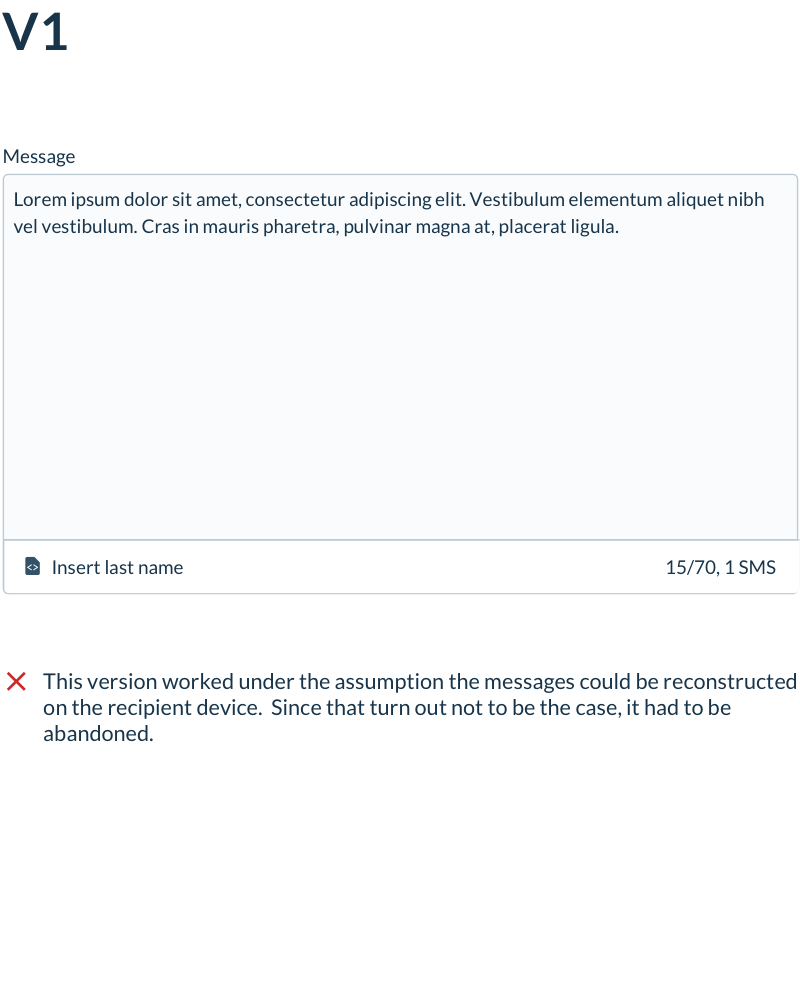 V1
Message
Lorem ipsum dolor sit amet, consectetur adipiscing elit. Vestibulum elementum aliquet nibh
vel vestibulum. Cras in mauris pharetra, pulvinar magna at, placerat ligula.
<> Insert last name 15/70, 1 SMS
This version worked under the assumption the messages could be reconstructed
on the recipient device.  Since that turn out not to be the case, it had to be
abandoned.